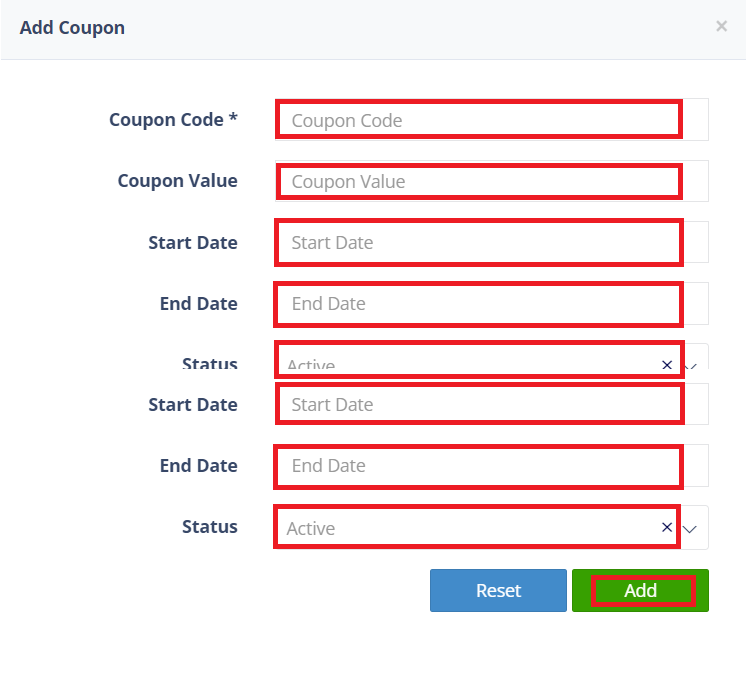 Add Coupon ×
Coupon Code * Coupon Code
Coupon Value Coupon Value
Start Date Start Date
End Date End Date
Status Active ×
Start Date Start Date
End Date End Date
Status Active ×
Reset Add